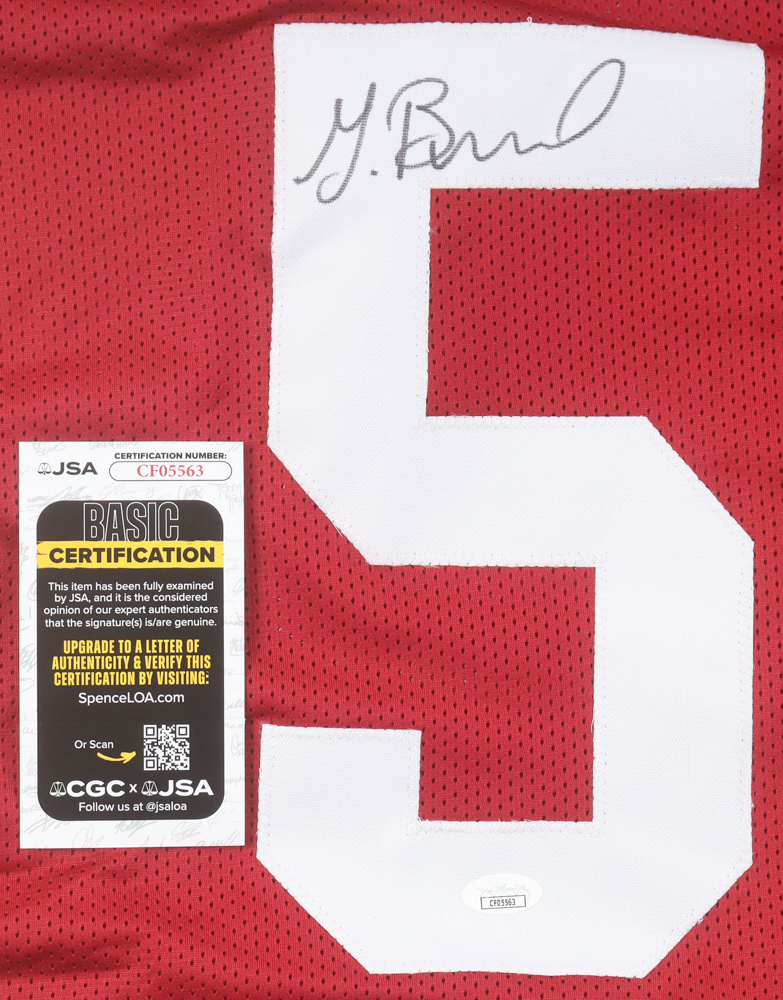 5
JSA
CERTIFICATION NUMBER:
CF05563
BASIC
CERTIFICATION
This item has been fully examined
by JSA, and it is the considered
opinion of our expert authenticators
that the signature(s) is/are genuine.
UPGRADE TO A LETTER OF
AUTHENTICITY & VERIFY THIS
CERTIFICATION BY VISITING:
SpenceLOA.com
Or Scan
CGC x JSA
Follow us at @jsaloa
CF05563